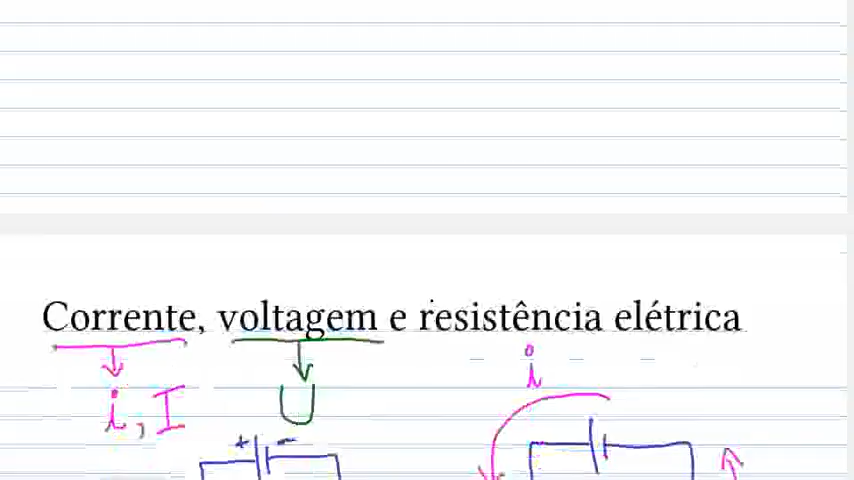 Corrente, voltagem e resistência elétrica
i
i, I U
+ -